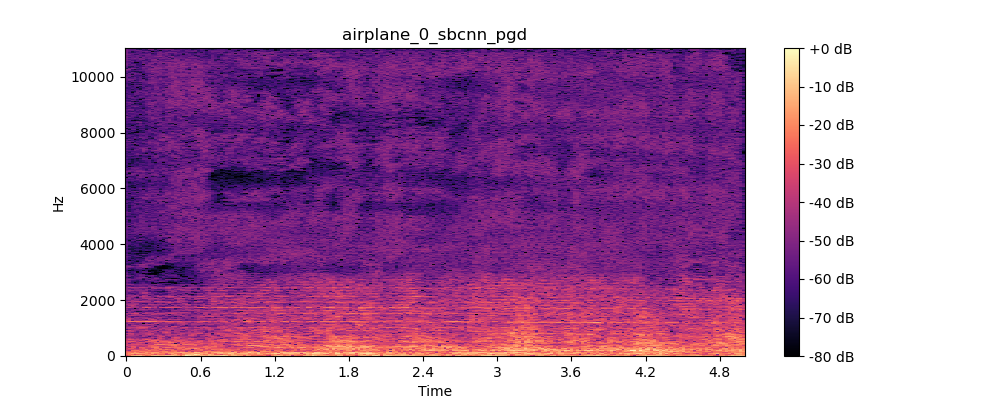 airplane_0_sbcnn_pgd
10000
8000
6000
4000
2000
0
Hz
0 0.6 1.2 1.8 2.4 3 3.6 4.2 4.8
Time
+0 dB
-10 dB
-20 dB
-30 dB
-40 dB
-50 dB
-60 dB
-70 dB
-80 dB